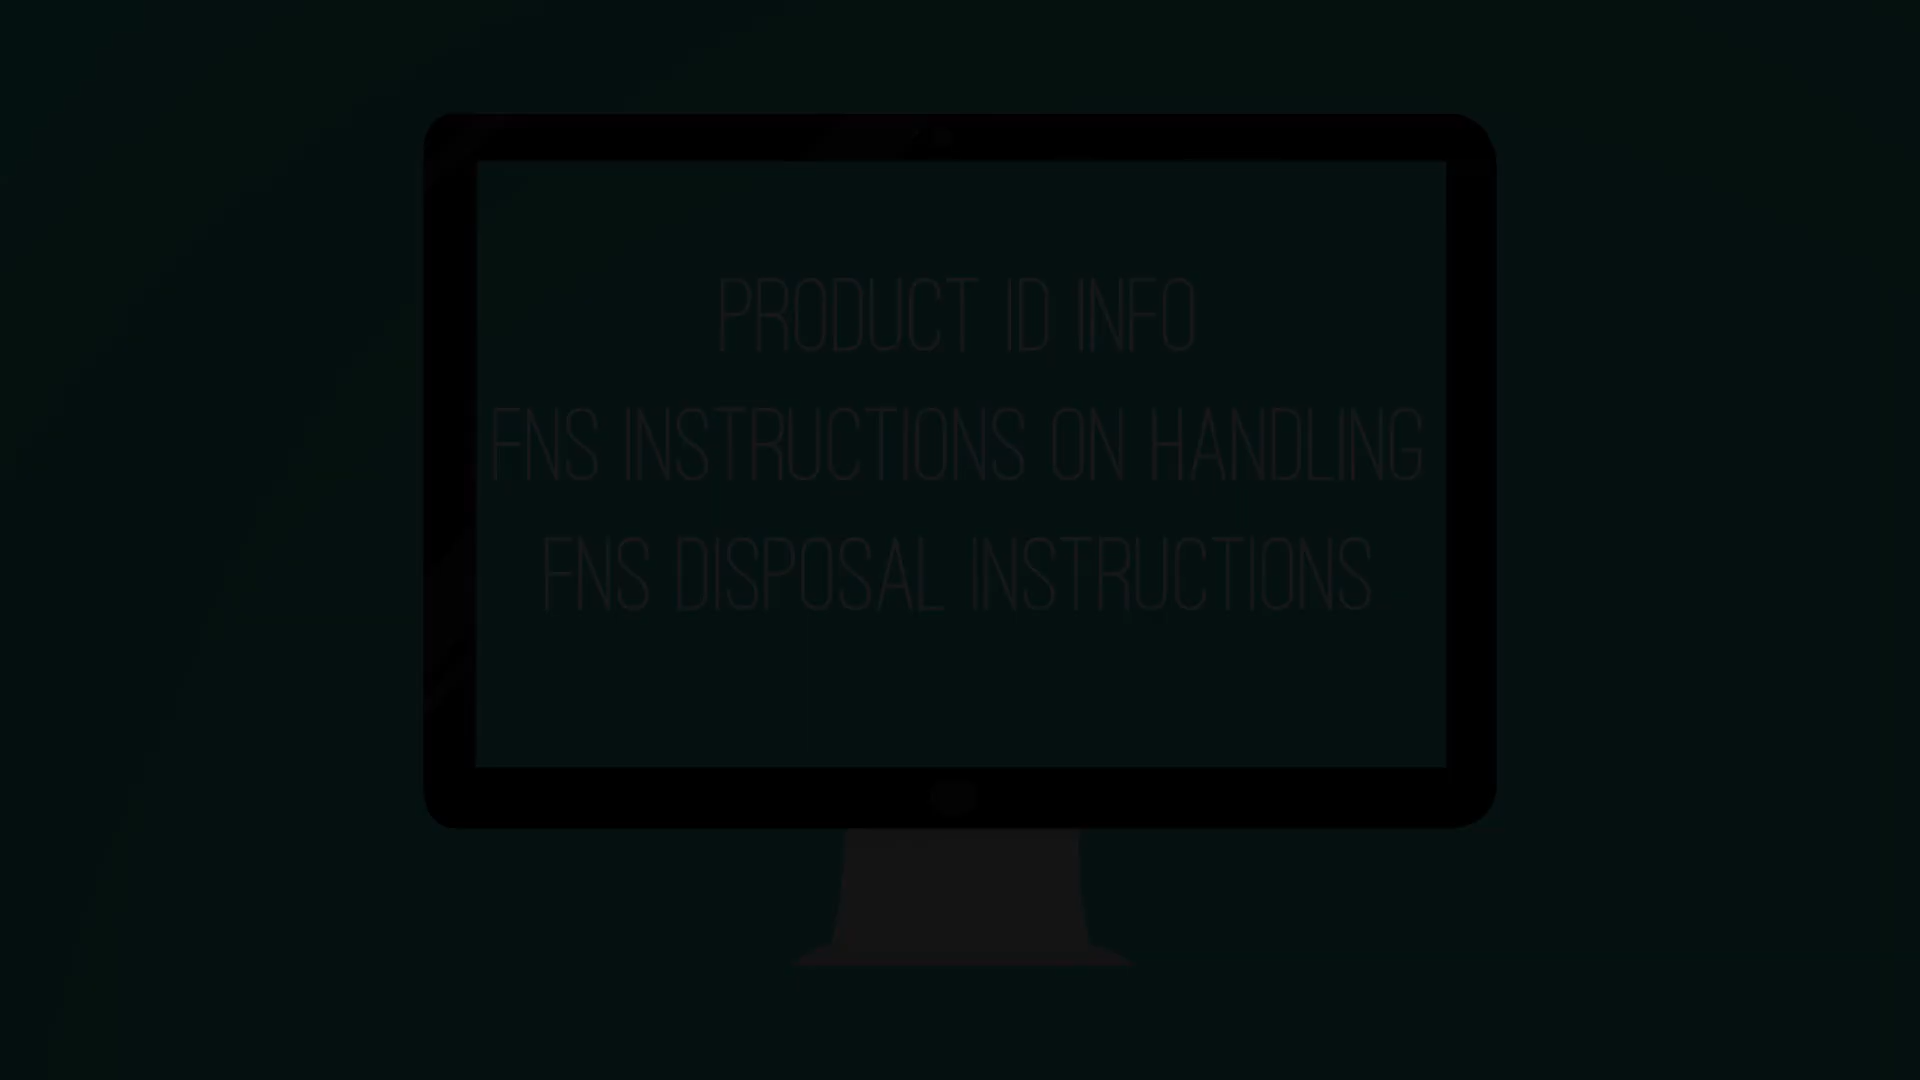 PRODUCT ID INFO
FNS INSTRUCTIONS ON HANDLING
FNS DISPOSAL INSTRUCTIONS